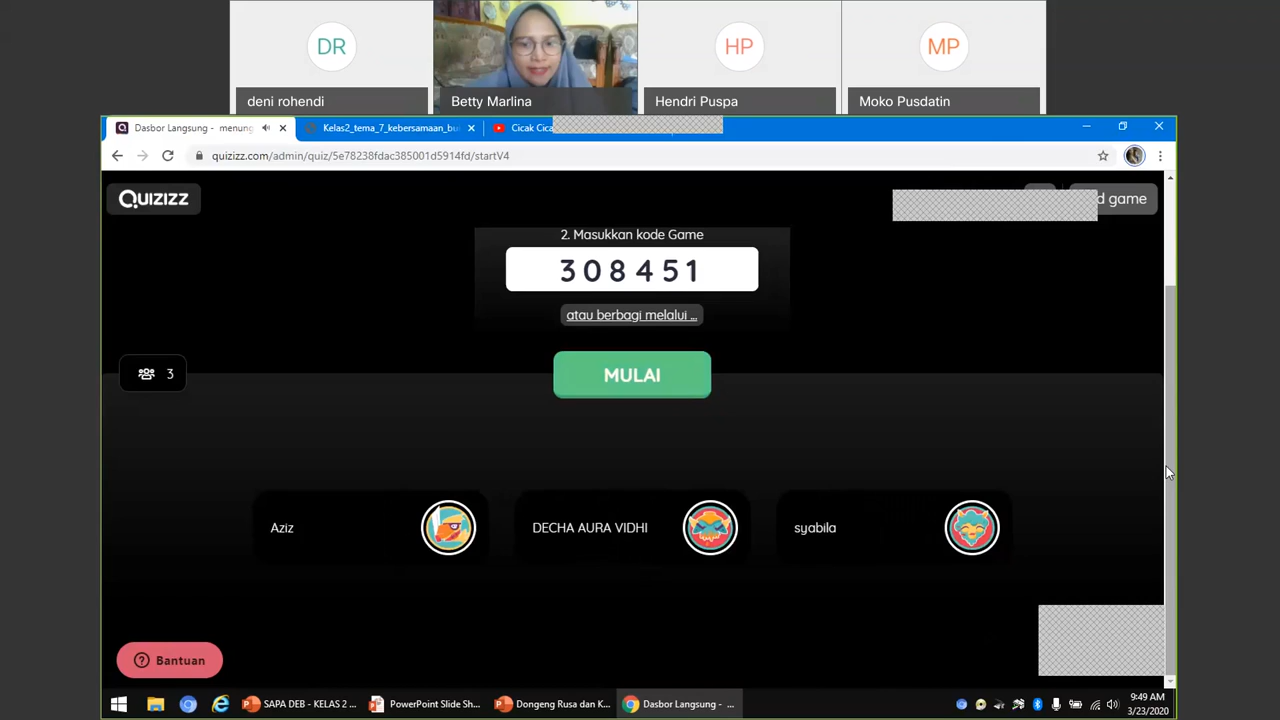 DR
HP
MP
deni rohendi
Betty Marlina
Hendri Puspa
Moko Pusdatin
Dasbor Langsung - menung
Kelas2_tema_7_kebersamaan_bu
Cicak Cica
quizizz.com/admin/quiz/5e78238fdac385001d5914fd/startV4
QUIZIZZ
d game
2. Masukkan kode Game
308451
atau berbagi melalui ...
3
MULAI
Aziz
DECHA AURA VIDHI
syabila
Bantuan
SAPA DEB - KELAS 2 ...
PowerPoint Slide Sh...
Dongeng Rusa dan K...
Dasbor Langsung - ...
9:49 AM
3/23/2020